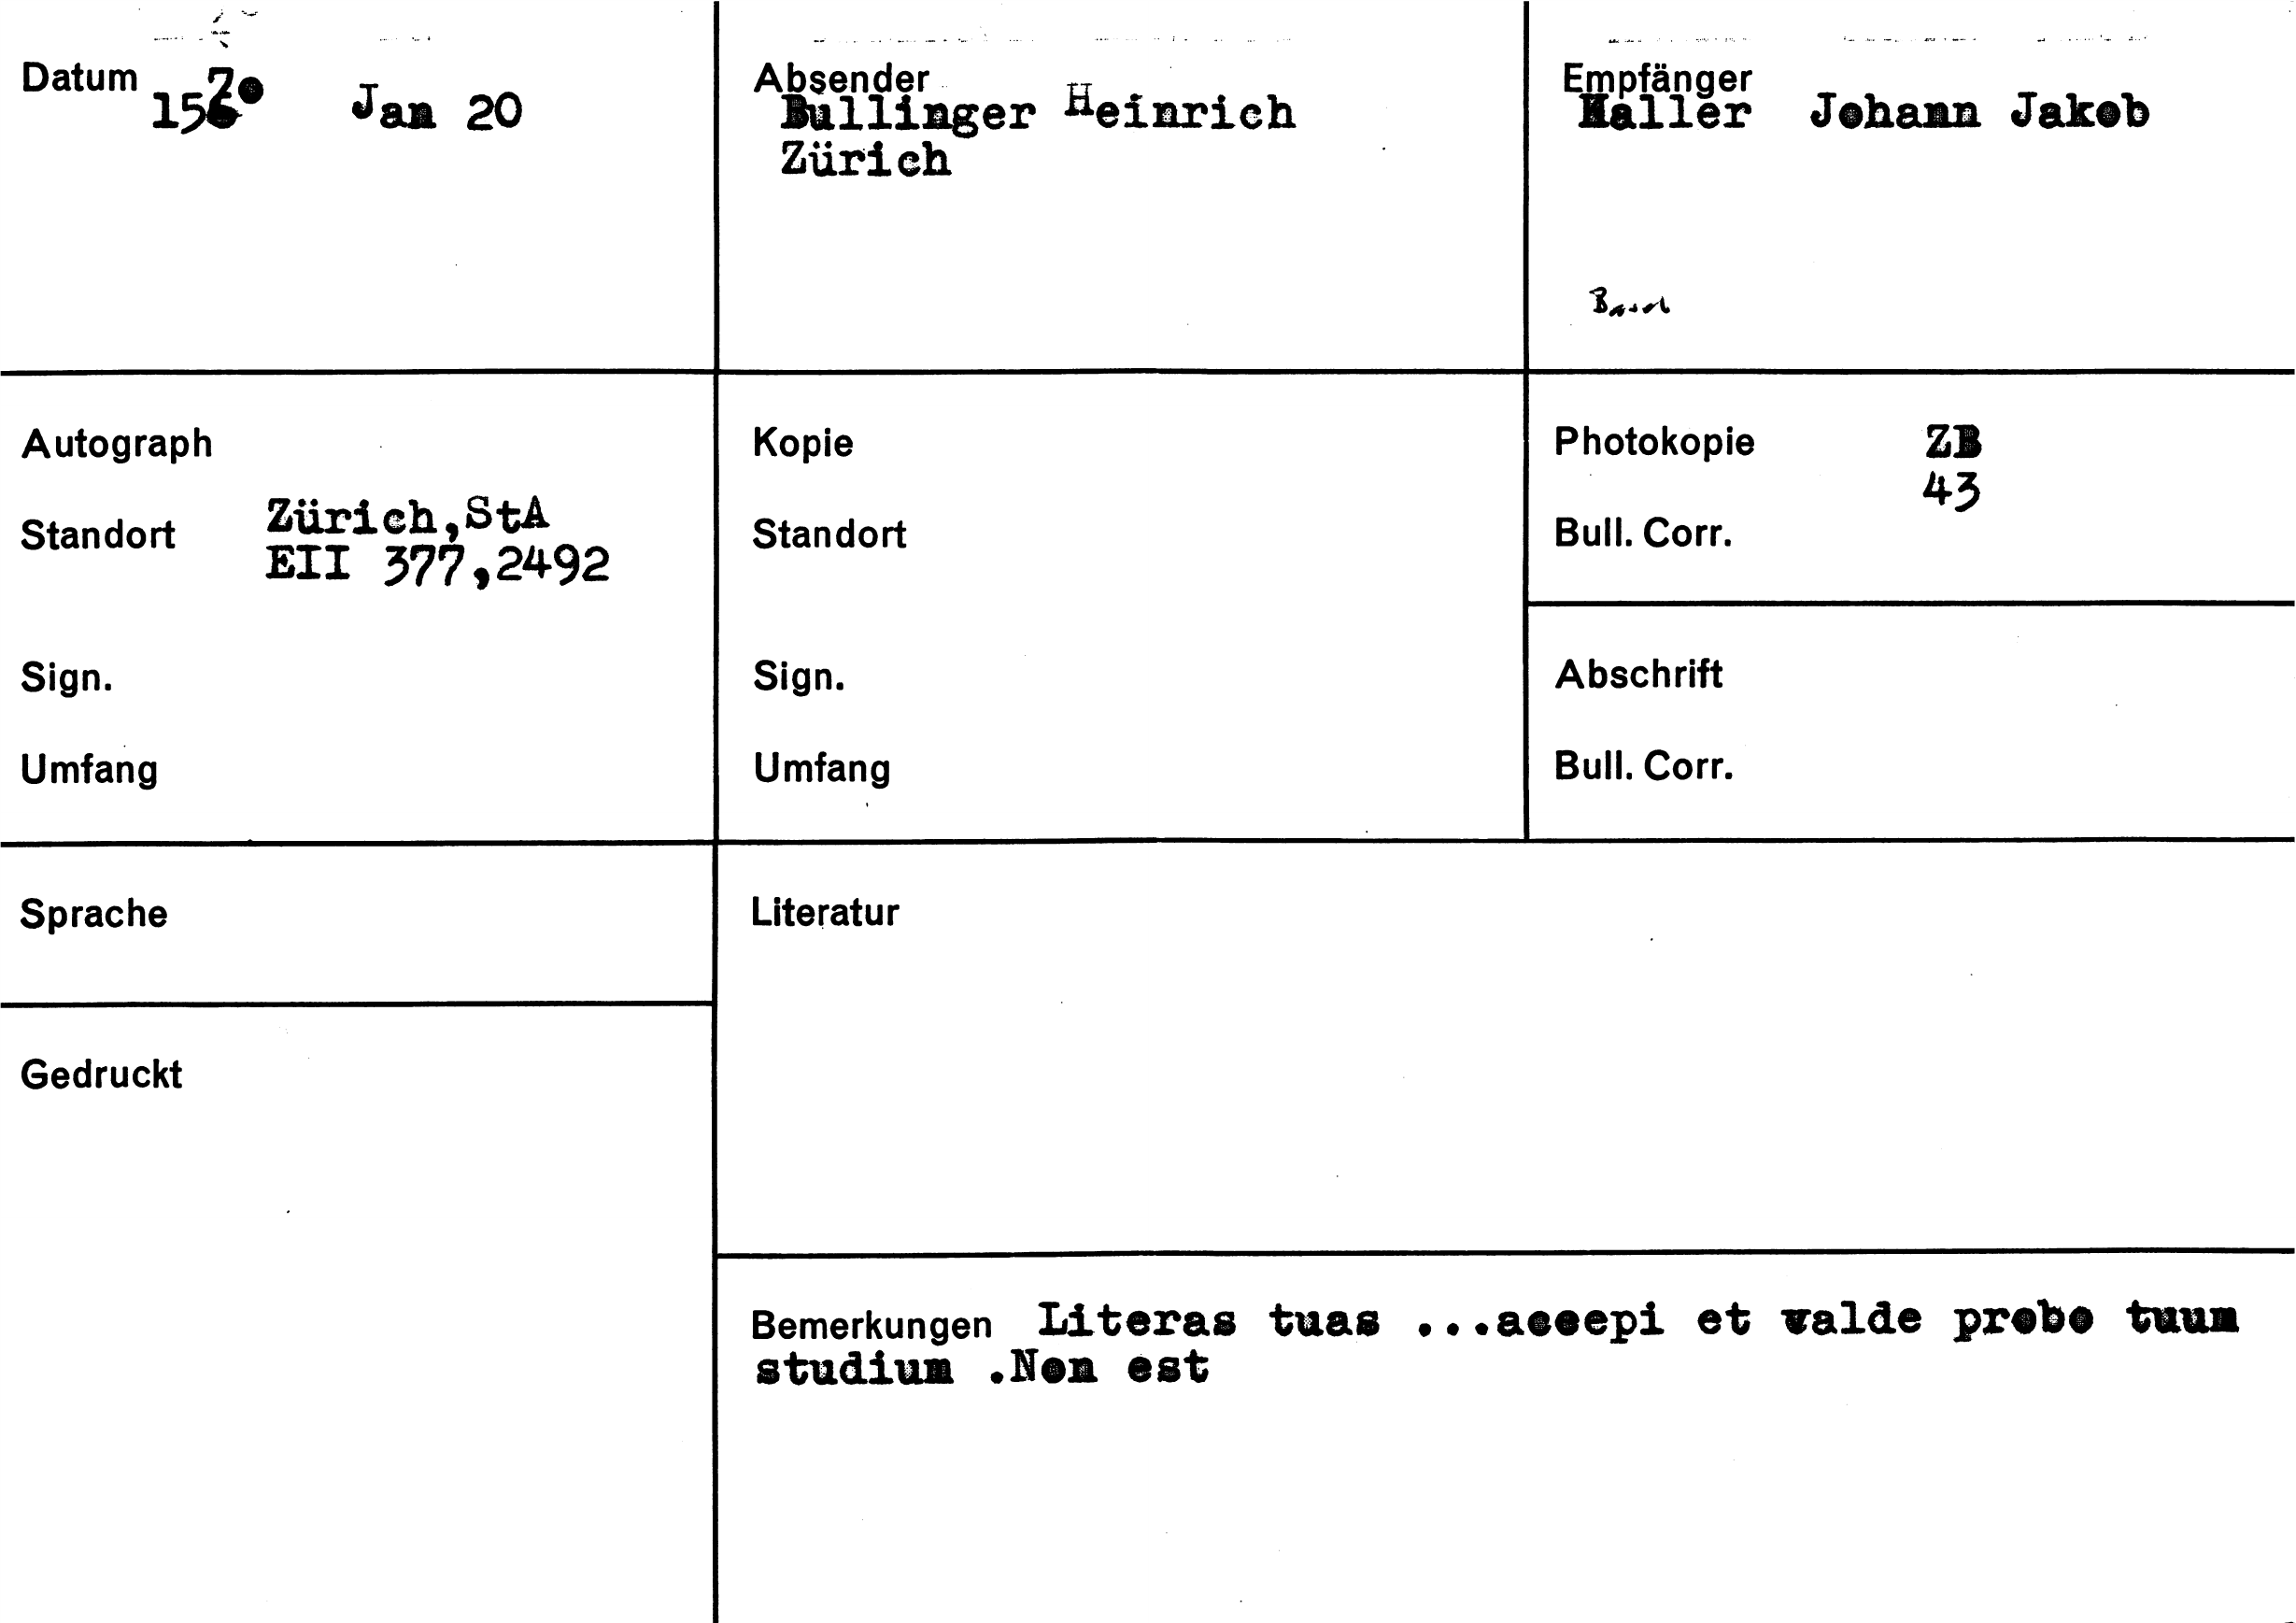 Datum
1570 Jan 20
Absender
Bullinger Heinrich
Zürich
Empfänger
Haller Johann Jakob
Autograph
Standort Zürich,StA
EII 377,2492
Sign.
Umfang
Kopie
Standort
Sign.
Umfang
Photokopie ZB
43
Bull. Corr.
Abschrift
Bull. Corr.
Sprache
Gedruckt
Literatur
Bemerkungen Literas tuas ...accepi et valde probo tuum
studium .Non est